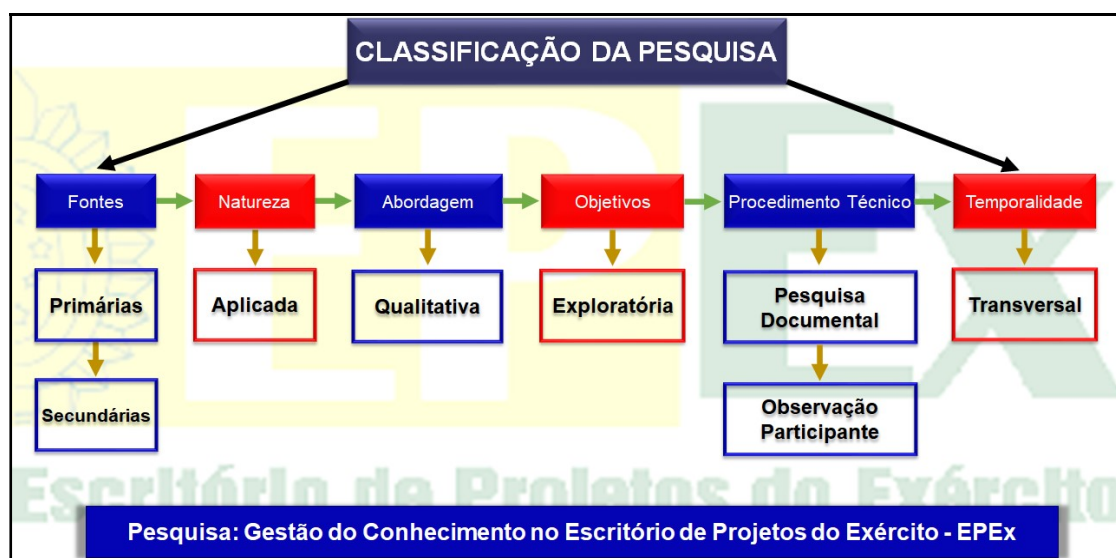 CLASSIFICAÇÃO DA PESQUISA
Fontes
Natureza
Abordagem
Objetivos
Procedimento Técnico
Temporalidade
Primárias
Aplicada
Qualitativa
Exploratória
Pesquisa
Documental
Transversal
Secundárias
Observação
Participante
EPEx
Escritório de Projetos do Exército
Pesquisa: Gestão do Conhecimento no Escritório de Projetos do Exército - EPEx